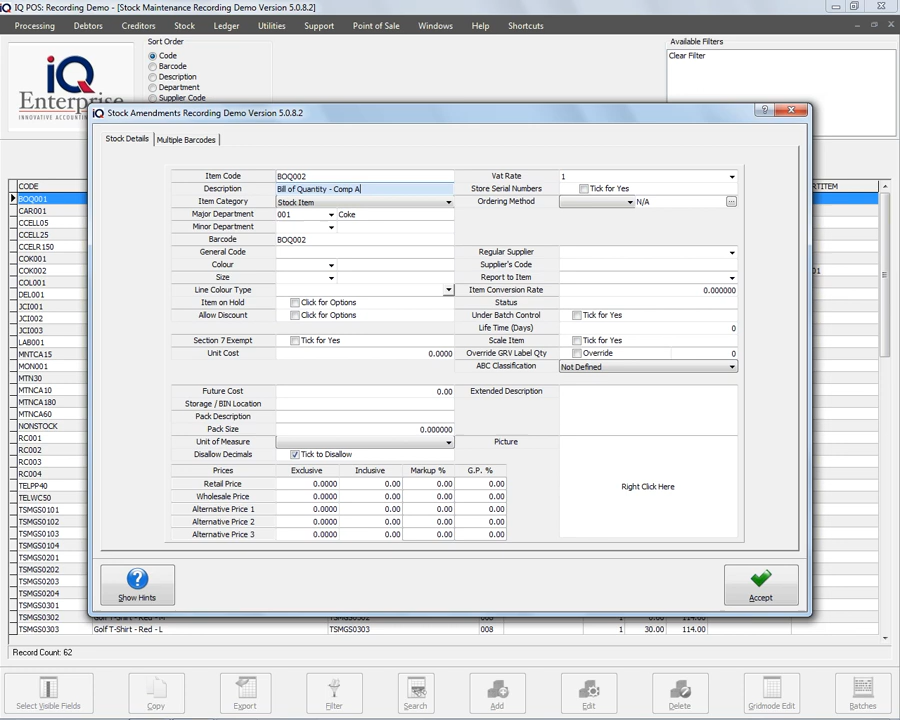 IQ POS: Recording Demo - [Stock Maintenance Recording Demo Version 5.0.8.2]
Processing Debtors Creditors Stock Ledger Utilities Support Point of Sale Windows Help Shortcuts
iQ
Enterprise
INNOVATIVE ACCOUNTING
Sort Order
Code
Barcode
Description
Department
Supplier Code
Available Filters
Clear Filter
iQ Stock Amendments Recording Demo Version 5.0.8.2
Stock Details Multiple Barcodes
Item Code BOQ002 Vat Rate 1
Description Bill of Quantity - Comp A Store Serial Numbers Tick for Yes
Item Category Stock Item Ordering Method N/A ...
Major Department 001 Coke
Minor Department
Barcode BOQ002
General Code Regular Supplier
Colour Supplier's Code
Size Report to Item
Line Colour Type Item Conversion Rate 0.000000
Item on Hold Click for Options Status
Allow Discount Click for Options Under Batch Control Tick for Yes
Life Time (Days) 0
Section 7 Exempt Tick for Yes Scale Item Tick for Yes
Unit Cost 0.0000 Override GRV Label Qty Override 0
ABC Classification Not Defined
Future Cost 0.00 Extended Description
Storage / BIN Location
Pack Description
Pack Size 0.000000
Unit of Measure Picture
Disallow Decimals Tick to Disallow
Prices Exclusive Inclusive Markup % G.P. %
Retail Price 0.0000 0.00 0.00 0.00 Right Click Here
Wholesale Price 0.0000 0.00 0.00 0.00
Alternative Price 1 0.0000 0.00 0.00 0.00
Alternative Price 2 0.0000 0.00 0.00 0.00
Alternative Price 3 0.0000 0.00 0.00 0.00
Show Hints Accept
CODE RTITEM
BOQ001
CAR001
CCELL05
CCELL25
CCELR150
COK001
COK002 01
COL001
DEL001
JCI001
JCI002
JCI003
LAB001
MNTCA15
MON001
MTN30
MTNCA10
MTNCA180
MTNCA60
NONSTOCK
RC001
RC002
RC003
RC004
TELPP40
TELWC50
TSMGS0101
TSMGS0102
TSMGS0103
TSMGS0104
TSMGS0201
TSMGS0202
TSMGS0203
TSMGS0204
TSMGS0301
TSMGS0302 Golf T-Shirt - Red - M TSMGS0302 008 1 0.00 114.00
TSMGS0303 Golf T-Shirt - Red - L TSMGS0303 008 1 30.00 114.00
Record Count: 62
Select Visible Fields Copy Export Filter Search Add Edit Delete Gridmode Edit Batches